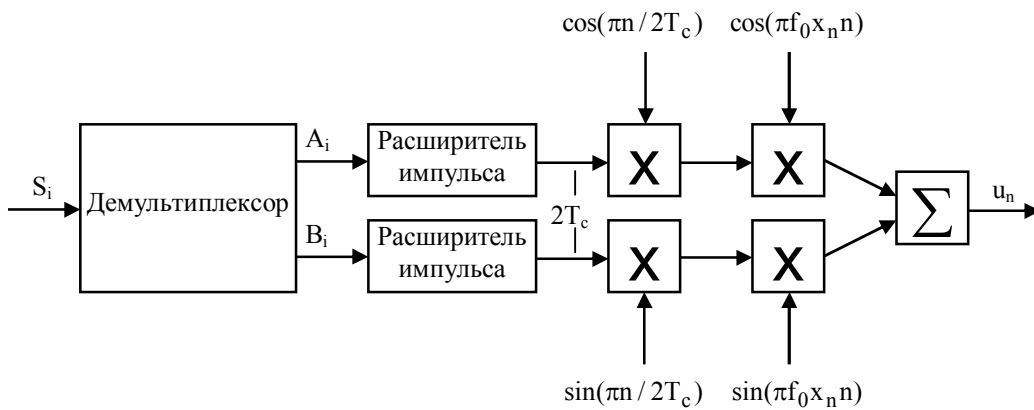 cos(πn / 2T_c) cos(πf_0x_nn)
S_i
Демультиплексор
A_i
Расширитель
импульса
X
X
2T_c
∑
u_n
B_i
Расширитель
импульса
X
X
sin(πn / 2T_c) sin(πf_0x_nn)